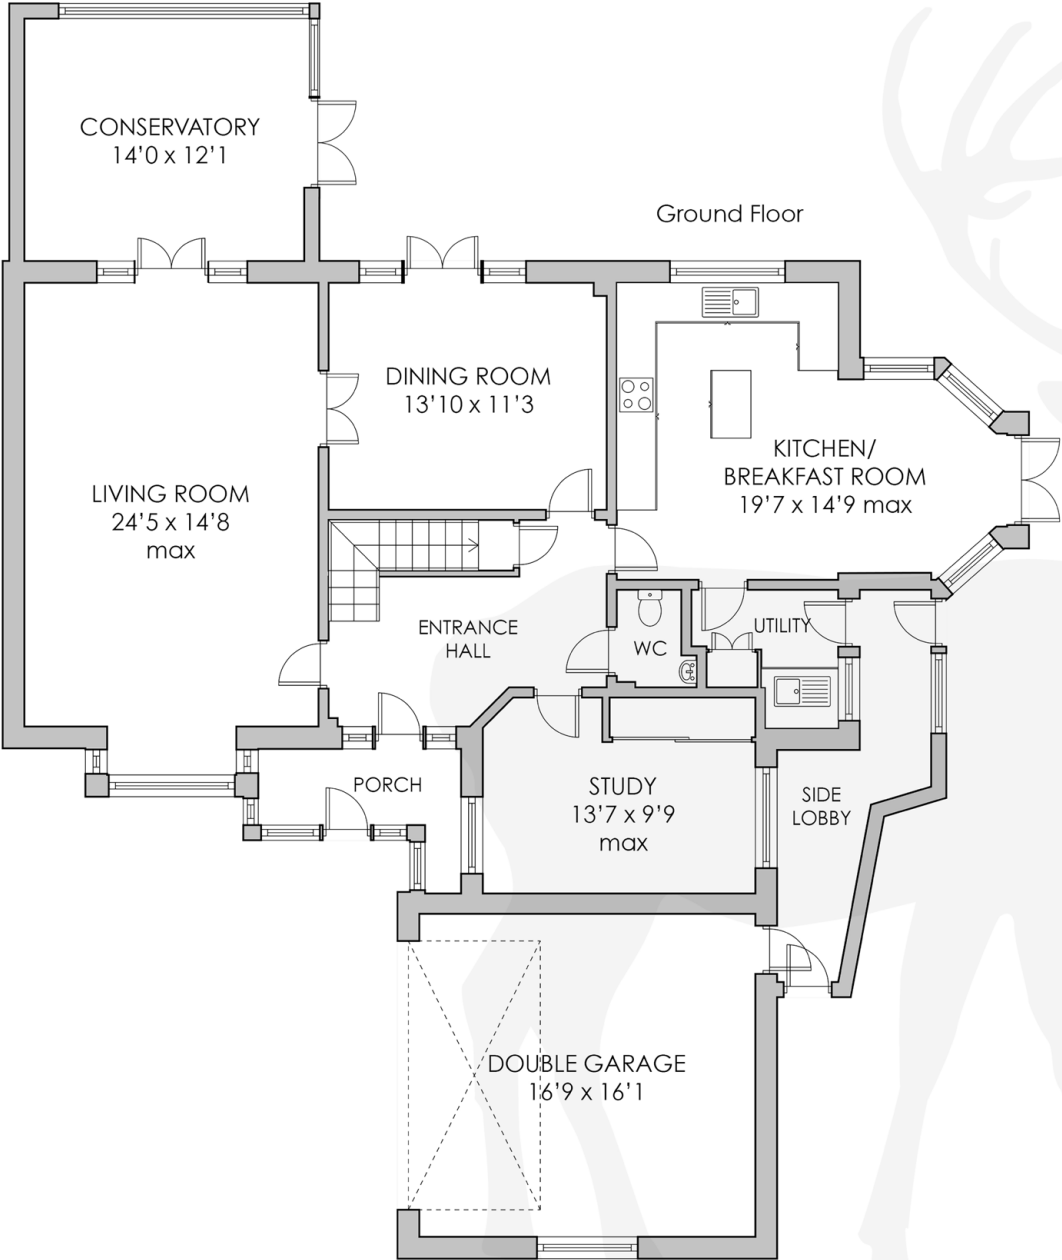 CONSERVATORY
14’0 x 12’1
Ground Floor
DINING ROOM
13’10 x 11’3
KITCHEN/
BREAKFAST ROOM
19’7 x 14’9 max
LIVING ROOM
24’5 x 14’8
max
ENTRANCE
HALL
WC
UTILITY
PORCH
STUDY
13’7 x 9’9
max
SIDE
LOBBY
DOUBLE GARAGE
16’9 x 16’1